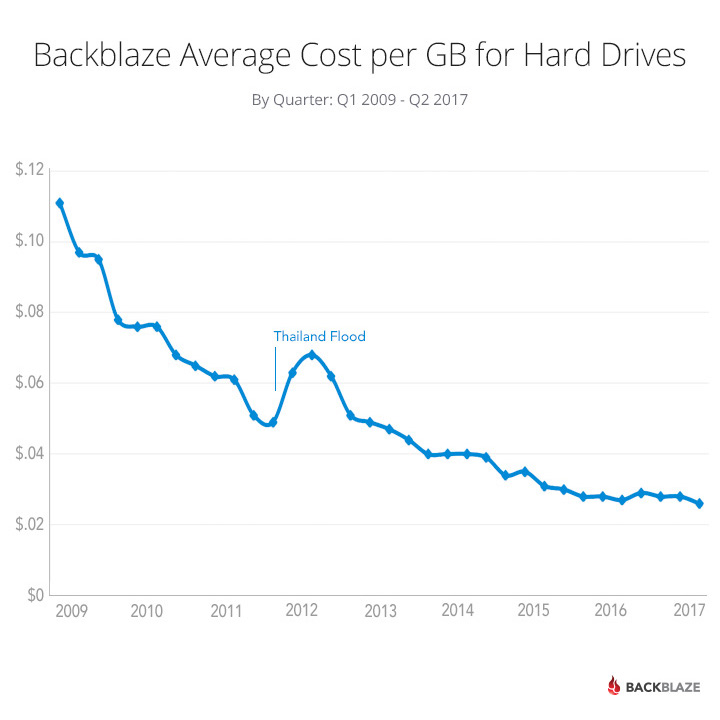 Backblaze Average Cost per GB for Hard Drives
By Quarter: Q1 2009 - Q2 2017
$.12
$.10
$.08
Thailand Flood
$.06
$.04
$.02
$0
2009 2010 2011 2012 2013 2014 2015 2016 2017
BACKBLAZE